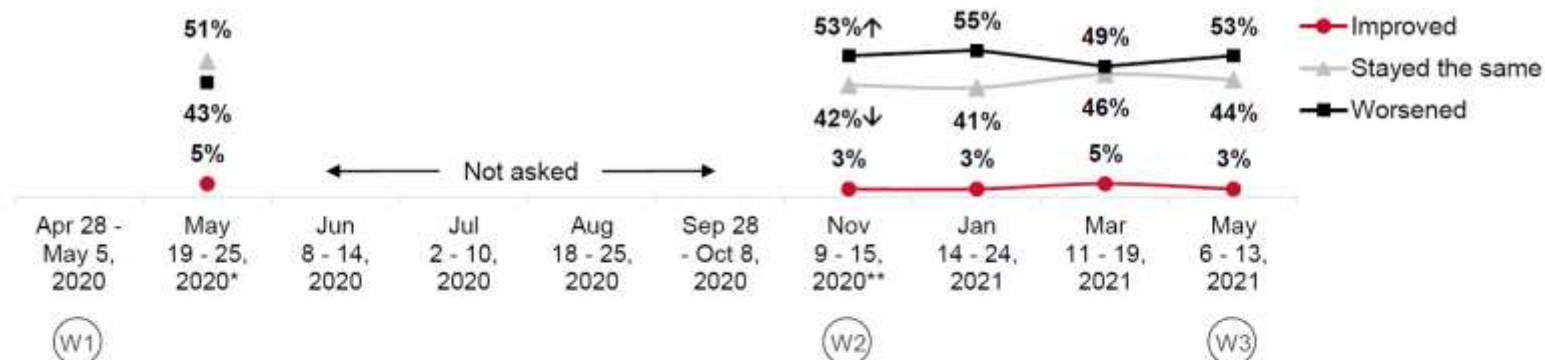 51%
43%
5%
Not asked
53%↑
55%
49%
53%
42%↓
41%
46%
44%
3%
3%
5%
3%
Improved
Stayed the same
Worsened
Apr 28 -
May 5,
2020
May
19 - 25,
2020*
Jun
8 - 14,
2020
Jul
2 - 10,
2020
Aug
18 - 25,
2020
Sep 28
- Oct 8,
2020
Nov
9 - 15,
2020**
Jan
14 - 24,
2021
Mar
11 - 19,
2021
May
6 - 13,
2021
W1
W2
W3